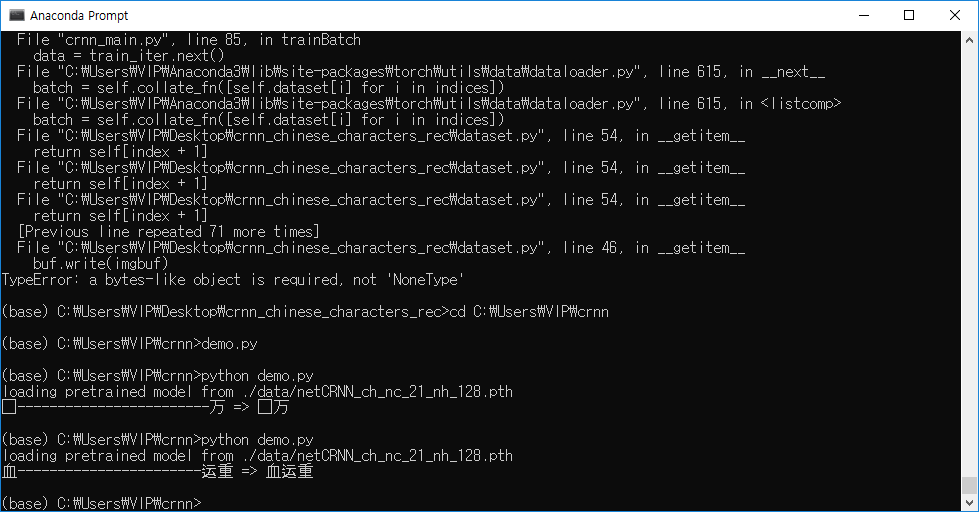 Anaconda Prompt
File "crnn_main.py", line 85, in trainBatch
data = train_iter.next()
File "C:₩Users₩VIP₩Anaconda3₩lib₩site-packages₩torch₩utils₩data₩dataloader.py", line 615, in __next__
batch = self.collate_fn([self.dataset[i] for i in indices])
File "C:₩Users₩VIP₩Anaconda3₩lib₩site-packages₩torch₩utils₩data₩dataloader.py", line 615, in <listcomp>
batch = self.collate_fn([self.dataset[i] for i in indices])
File "C:₩Users₩VIP₩Desktop₩crnn_chinese_characters_rec₩dataset.py", line 54, in __getitem__
return self[index + 1]
File "C:₩Users₩VIP₩Desktop₩crnn_chinese_characters_rec₩dataset.py", line 54, in __getitem__
return self[index + 1]
File "C:₩Users₩VIP₩Desktop₩crnn_chinese_characters_rec₩dataset.py", line 54, in __getitem__
return self[index + 1]
[Previous line repeated 71 more times]
File "C:₩Users₩VIP₩Desktop₩crnn_chinese_characters_rec₩dataset.py", line 46, in __getitem__
buf.write(imgbuf)
TypeError: a bytes-like object is required, not 'NoneType'
(base) C:₩Users₩VIP₩Desktop₩crnn_chinese_characters_rec>cd C:₩Users₩VIP₩crnn
(base) C:₩Users₩VIP₩crnn>demo.py
(base) C:₩Users₩VIP₩crnn>python demo.py
loading pretrained model from ./data/netCRNN_ch_nc_21_nh_128.pth
□------------------------万 => □万
(base) C:₩Users₩VIP₩crnn>python demo.py
loading pretrained model from ./data/netCRNN_ch_nc_21_nh_128.pth
血-----------------------运重 => 血运重
(base) C:₩Users₩VIP₩crnn>